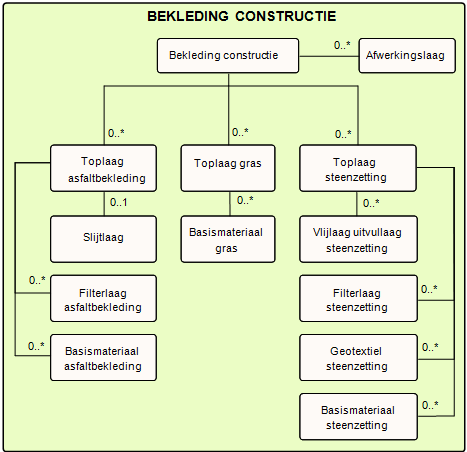 BEKLEDING CONSTRUCTIE
Bekleding constructie
0..*
Afwerkingslaag
0..*
0..*
0..*
Toplaag
asfaltbekleding
Toplaag gras
Toplaag
steenzetting
0..1
0..*
0..*
Slijtlaag
Basismateriaal
gras
Vlijlaag uitvullaag
steenzetting
0..*
Filterlaag
asfaltbekleding
Filterlaag
steenzetting
0..*
0..*
Basismateriaal
asfaltbekleding
Geotextiel
steenzetting
0..*
Basismateriaal
steenzetting
0..*